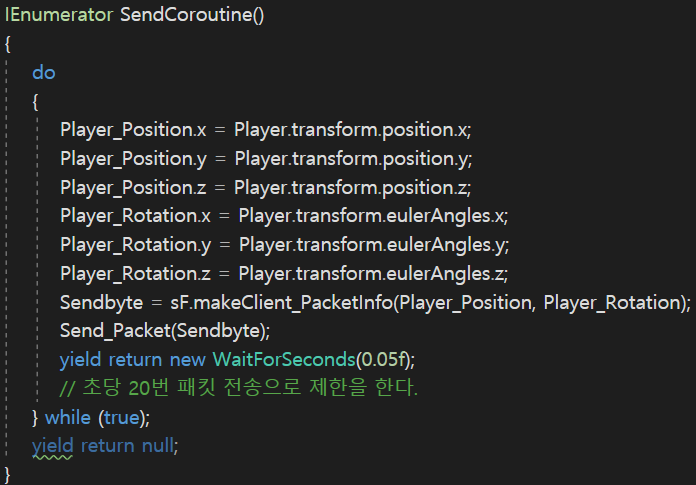 IEnumerator SendCoroutine()
{
do
{
Player_Position.x = Player.transform.position.x;
Player_Position.y = Player.transform.position.y;
Player_Position.z = Player.transform.position.z;
Player_Rotation.x = Player.transform.eulerAngles.x;
Player_Rotation.y = Player.transform.eulerAngles.y;
Player_Rotation.z = Player.transform.eulerAngles.z;
Sendbyte = sF.makeClient_PacketInfo(Player_Position, Player_Rotation);
Send_Packet(Sendbyte);
yield return new WaitForSeconds(0.05f);
// 초당 20번 패킷 전송으로 제한을 한다.
} while (true);
yield return null;
}